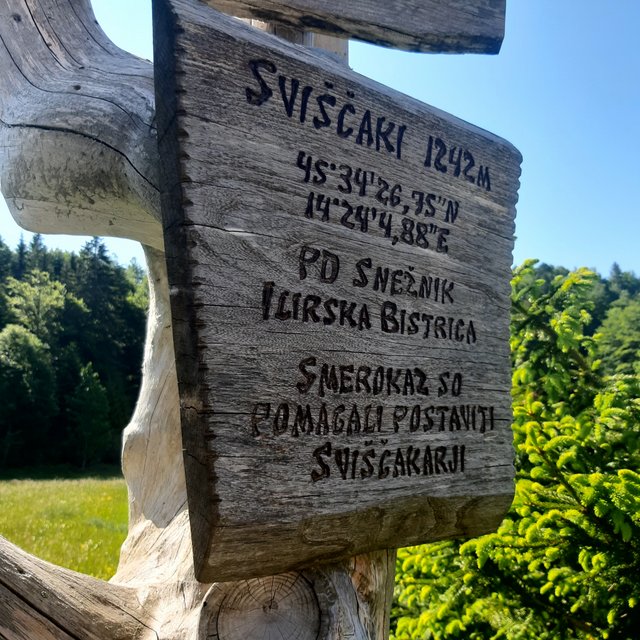 SVIŠČAKI 1242M
45°34'26,75"N
14°24'4,88"E
PD SNEŽNIK
ILIRSKA BISTRICA
SMEROKAZ SO
POMAGALI POSTAVITI
SVIŠČAKARJI